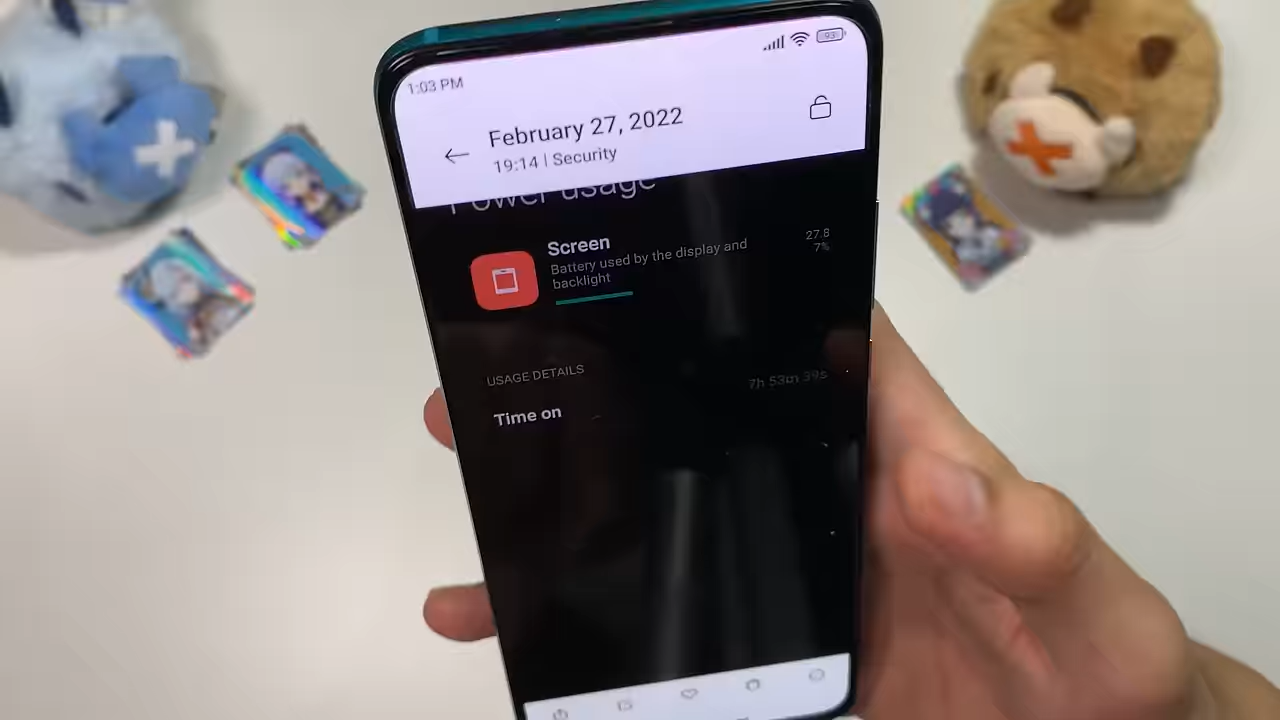 1:03 PM
93
February 27, 2022
19:14 | Security
Power usage
Screen
27.8
7%
Battery used by the display and
backlight
USAGE DETAILS
7h 53m 39s
Time on